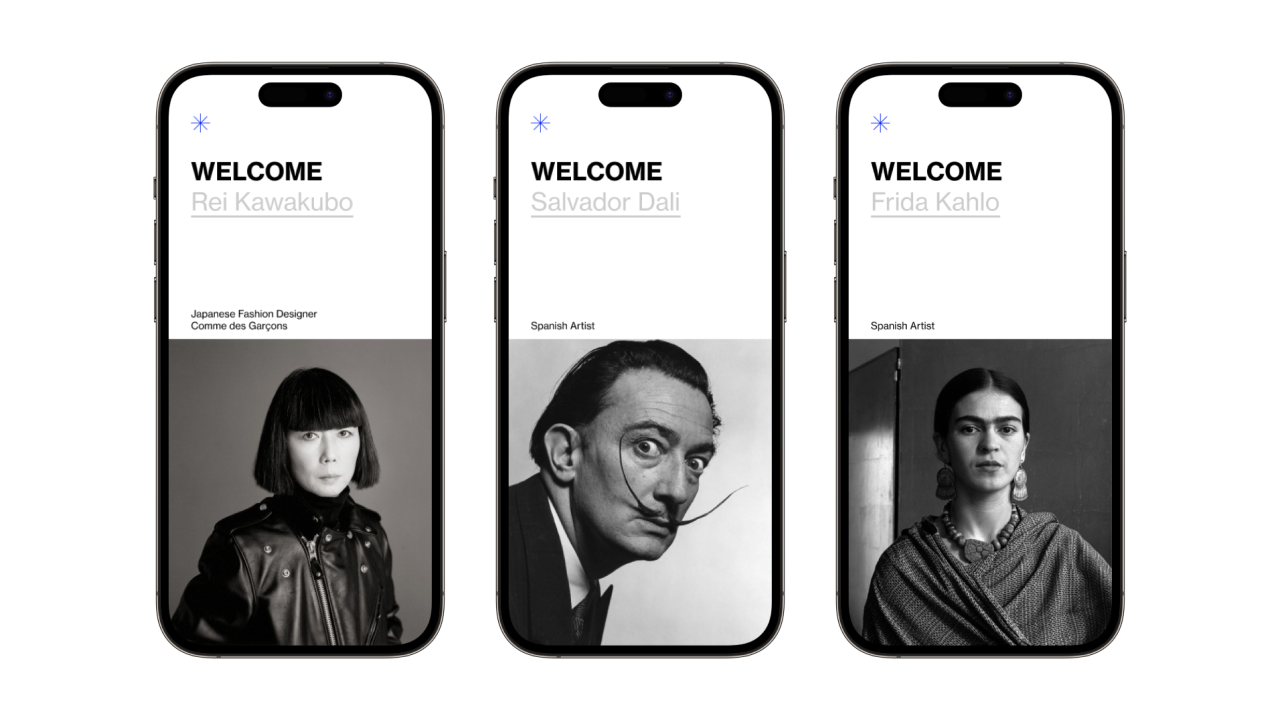 WELCOME
Rei Kawakubo
Japanese Fashion Designer
Comme des Garçons
WELCOME
Salvador Dali
Spanish Artist
WELCOME
Frida Kahlo
Spanish Artist